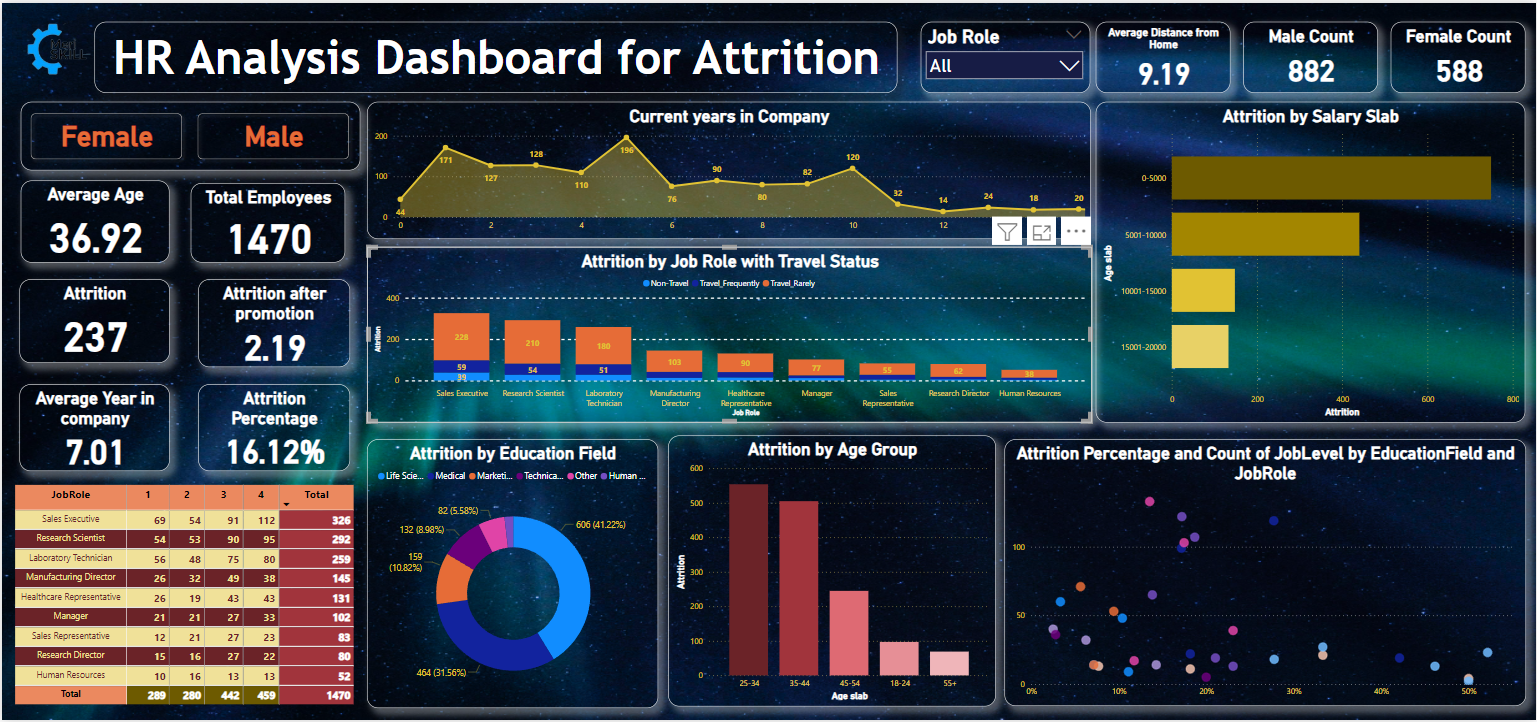 HR Analysis Dashboard for Attrition
Job Role
All
Average Distance from
Home
9.19
Male Count
882
Female Count
588
Female
Male
Average Age
36.92
Total Employees
1470
Attrition
237
Attrition after
promotion
2.19
Average Year in
company
7.01
Attrition
Percentage
16.12%
Current years in Company
200
100
0
44
171
127
128
110
196
76
90
80
82
120
32
14
24
18
20
0 2 4 6 8 10 12
Attrition by Job Role with Travel Status
Non-Travel Travel_Frequently Travel_Rarely
Attrition
400
200
0
228
59
39
210
54
180
51
103
90
77
55
62
38
Sales Executive
Research Scientist
Laboratory
Technician
Manufacturing
Director
Healthcare
Representative
Manager
Sales
Representative
Research Director
Human Resources
Job Role
Attrition by Salary Slab
Age slab
0-5000
5001-10000
10001-15000
15001-20000
0 200 400 600 800
Attrition
JobRole 1 2 3 4 Total
Sales Executive 69 54 91 112 326
Research Scientist 54 53 90 95 292
Laboratory Technician 56 48 75 80 259
Manufacturing Director 26 32 49 38 145
Healthcare Representative 26 19 43 43 131
Manager 21 21 27 33 102
Sales Representative 12 21 27 23 83
Research Director 15 16 27 22 80
Human Resources 10 16 13 13 52
Total 289 280 442 459 1470
Attrition by Education Field
Life Scie... Medical Marketi... Technica... Other Human ...
82 (5.58%)
132 (8.98%)
159
(10.82%)
606 (41.22%)
464 (31.56%)
Attrition by Age Group
Attrition
600
500
400
300
200
100
0
25-34 35-44 45-54 18-24 55+
Age slab
Attrition Percentage and Count of JobLevel by EducationField and
JobRole
100
50
0
0% 10% 20% 30% 40% 50%